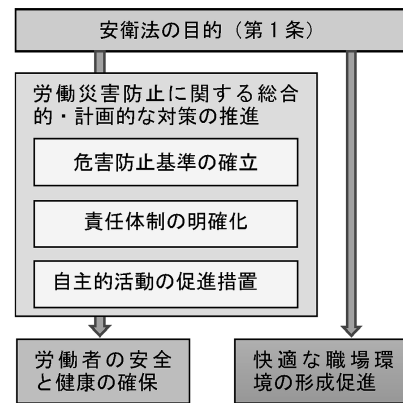 安衛法の目的（第１条）
労働災害防止に関する総合
的・計画的な対策の推進
危害防止基準の確立
責任体制の明確化
自主的活動の促進措置
労働者の安全
と健康の確保
快適な職場環
境の形成促進